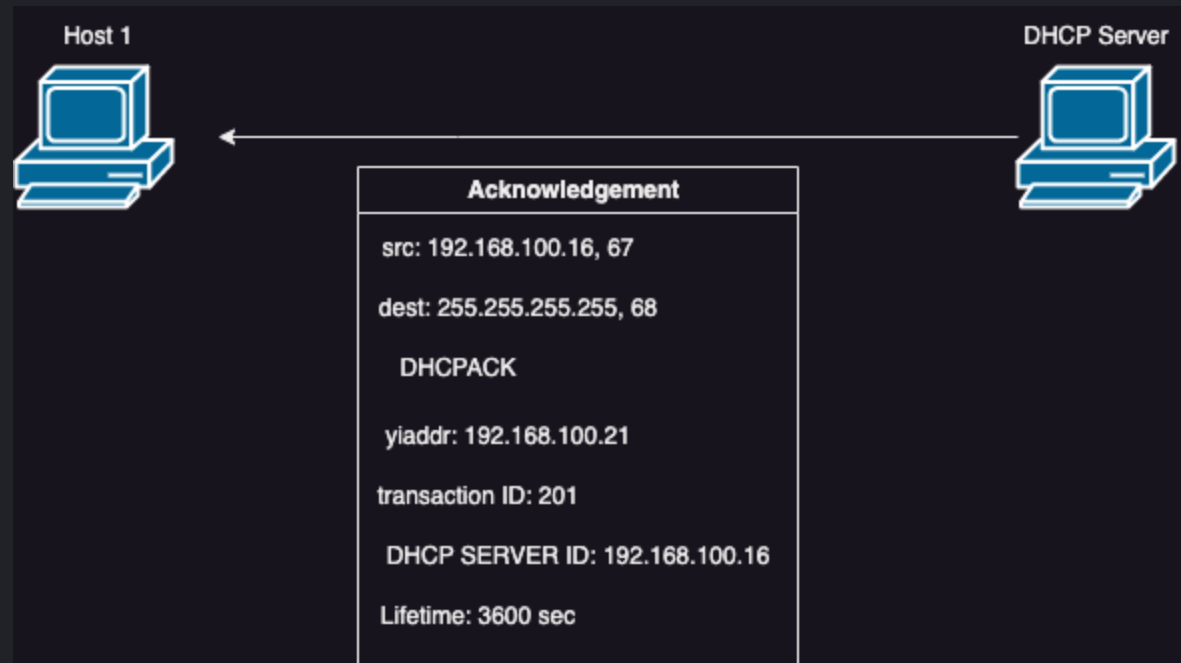 Host 1
DHCP Server
Acknowledgement
src: 192.168.100.16, 67
dest: 255.255.255.255, 68
DHCPACK
yiaddr: 192.168.100.21
transaction ID: 201
DHCP SERVER ID: 192.168.100.16
Lifetime: 3600 sec